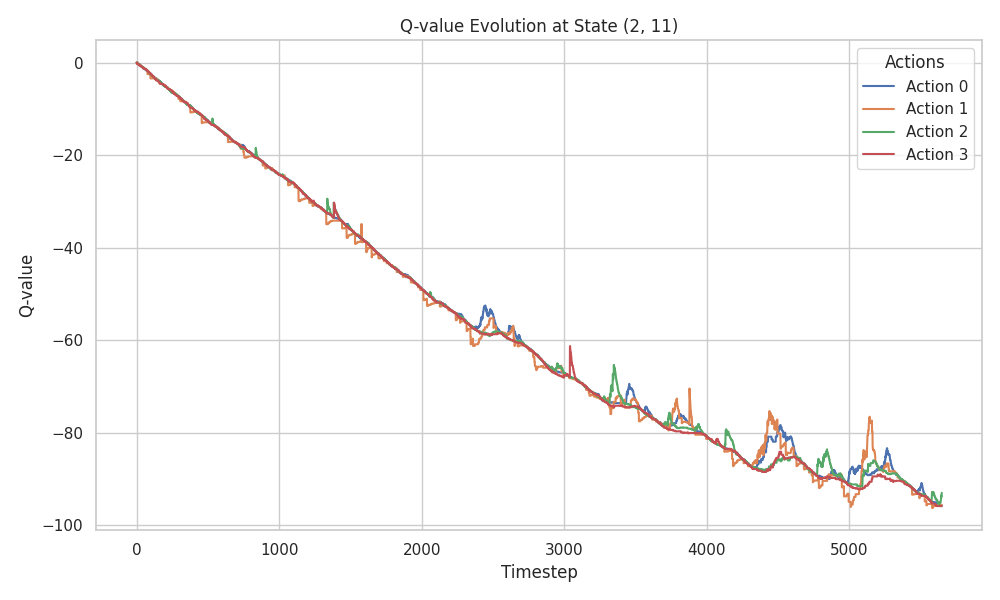 Q-value Evolution at State (2, 11)
Actions
Action 0
Action 1
Action 2
Action 3
Q-value
0
−20
−40
−60
−80
−100
0 1000 2000 3000 4000 5000
Timestep